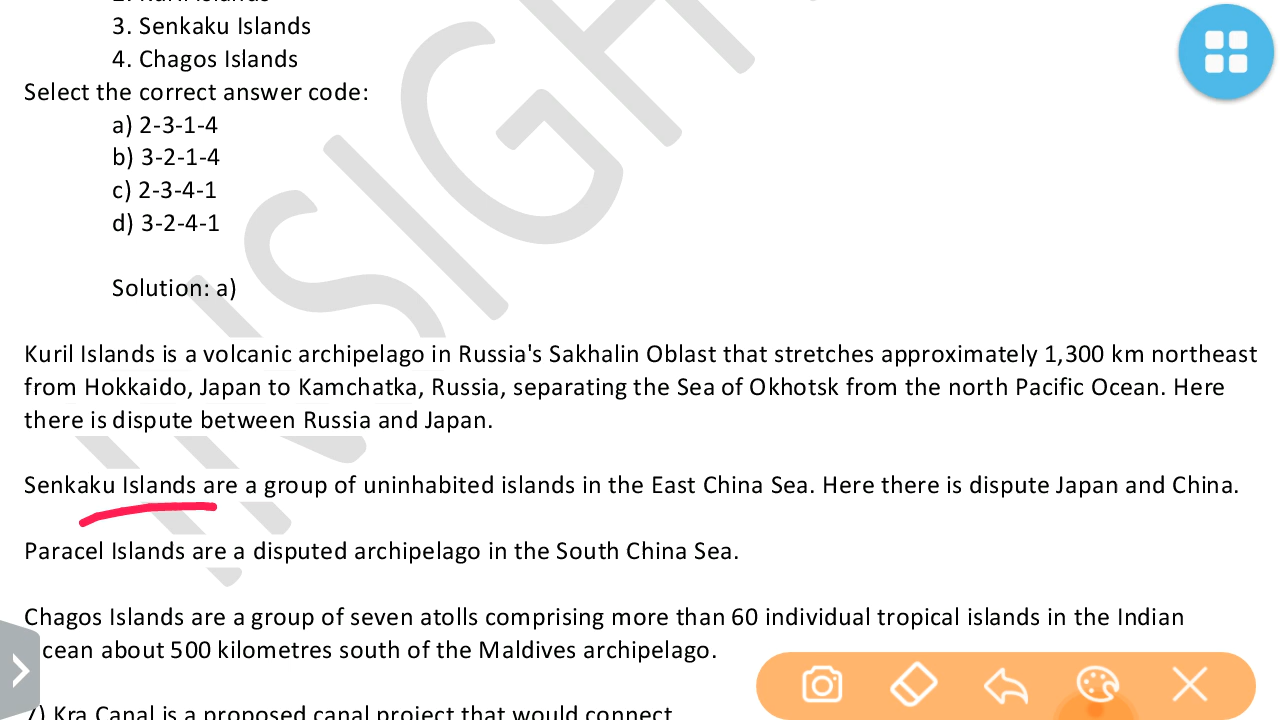 2. Kuril Islands
3. Senkaku Islands
4. Chagos Islands
Select the correct answer code:
a) 2-3-1-4
b) 3-2-1-4
c) 2-3-4-1
d) 3-2-4-1
Solution: a)
Kuril Islands is a volcanic archipelago in Russia's Sakhalin Oblast that stretches approximately 1,300 km northeast
from Hokkaido, Japan to Kamchatka, Russia, separating the Sea of Okhotsk from the north Pacific Ocean. Here
there is dispute between Russia and Japan.
Senkaku Islands are a group of uninhabited islands in the East China Sea. Here there is dispute Japan and China.
Paracel Islands are a disputed archipelago in the South China Sea.
Chagos Islands are a group of seven atolls comprising more than 60 individual tropical islands in the Indian
cean about 500 kilometres south of the Maldives archipelago.
7) Kra Canal is a proposed canal project that would connect